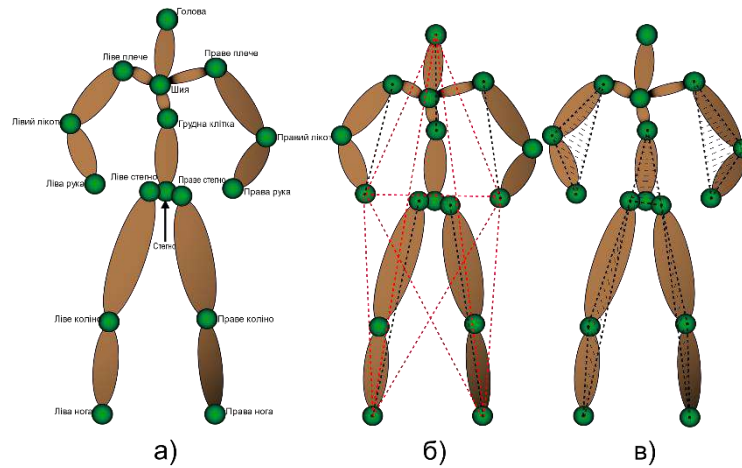 Голова
Ліве плече
Праве плече
Шия
Грудна клітка
Лівий лікоть
Правий лікоть
Ліва рука
Ліве стегно
Праве стегно
Права рука
Стегно
Ліве коліно
Праве коліно
Ліва нога
Права нога
а) б) в)